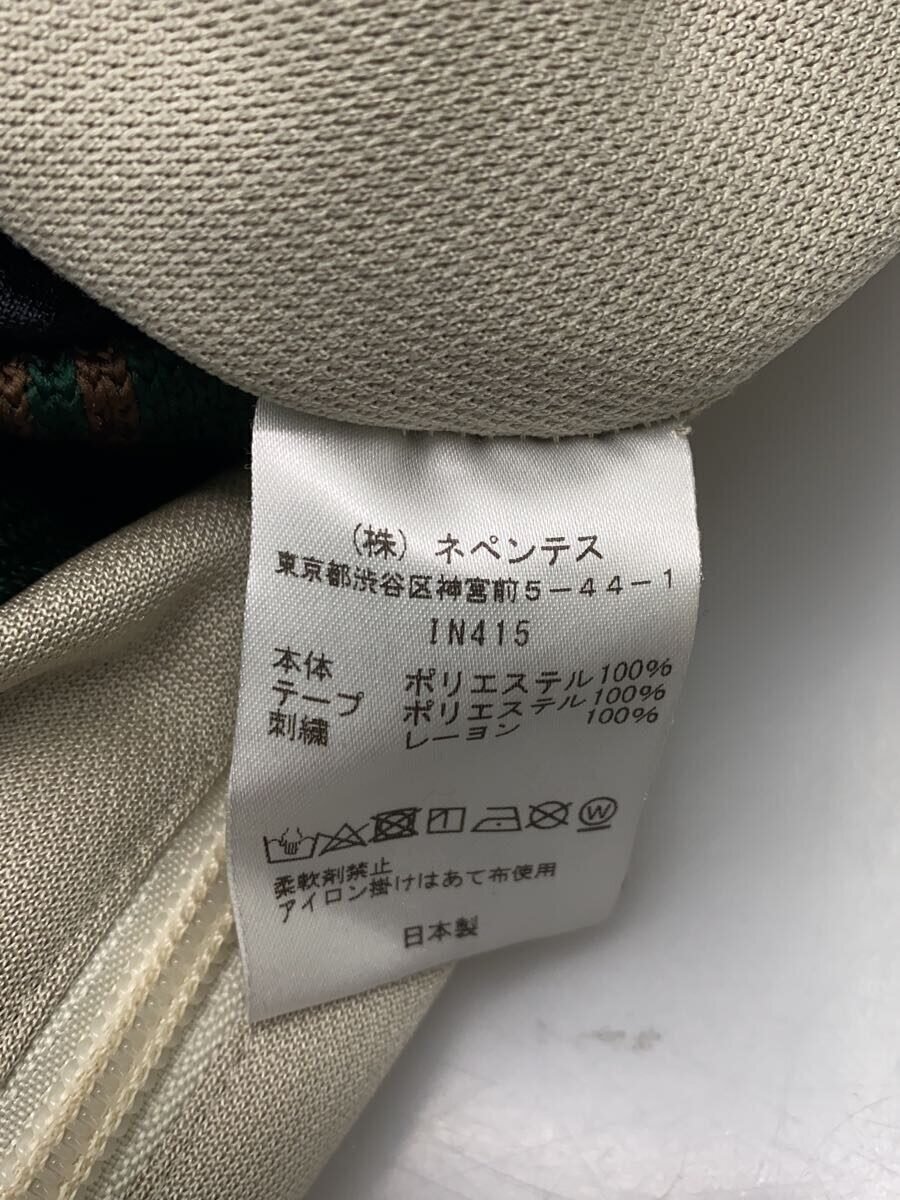 （株）ネペンテス
東京都渋谷区神宮前５－４４－１
IN415
本体 ポリエステル100%
テープ ポリエステル100%
刺繍 レーヨン 100%
W
柔軟剤禁止
アイロン掛けはあて布使用
日本製